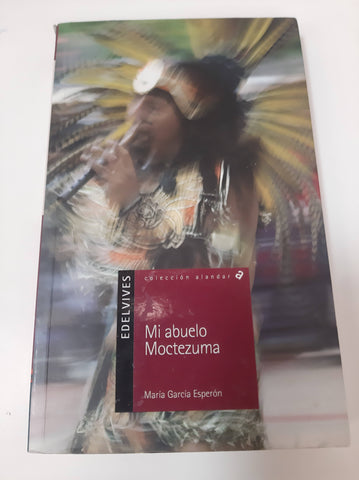 EDELVIVES
colección alandar
Mi abuelo
Moctezuma
María García Esperón